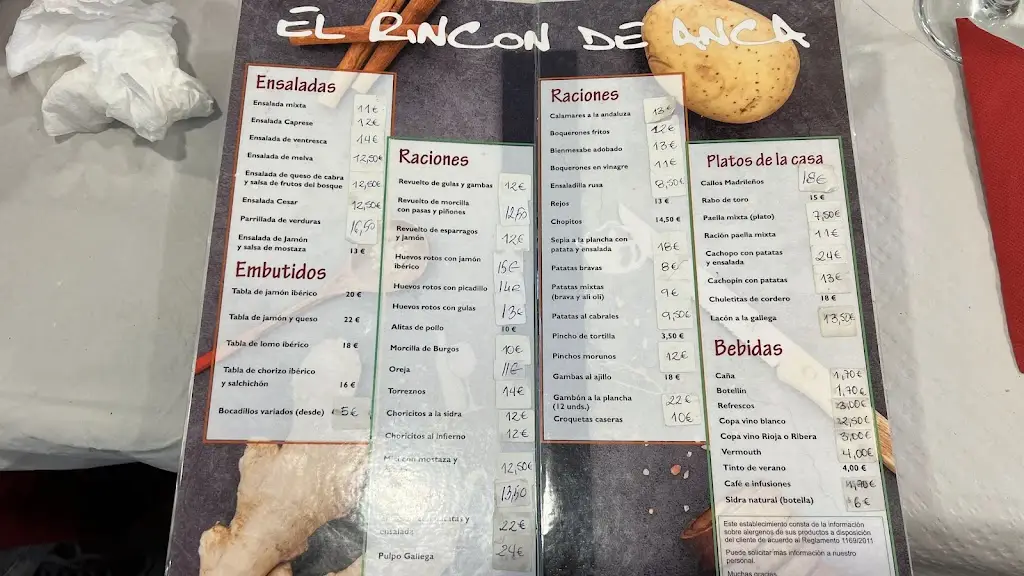 EL RINCON DE ANCA
Ensaladas
Ensalada mixta 11€
Ensalada Caprese 12€
Ensalada de ventresca 14€
Ensalada de melva 12,50€
Ensalada de queso de cabra
y salsa de frutos del bosque 12,50€
Ensalada Cesar 12,50€
Parrillada de verduras 16,50
Ensalada de Jamón
y salsa de mostaza 13 €
Embutidos
Tabla de jamón ibérico 20 €
Tabla de jamón y queso 22 €
Tabla de lomo ibérico 18 €
Tabla de chorizo ibérico
y salchichón 16 €
Bocadillos variados (desde) 5€
Raciones
Revuelto de gulas y gambas 12€
Revuelto de morcilla
con pasas y piñones 12,50
Revuelto de esparragos
y jamón 12€
Huevos rotos con jamón
ibérico 15€
Huevos rotos con picadillo 14€
Huevos rotos con gulas 13€
Alitas de pollo 10 €
Morcilla de Burgos 10€
Oreja 11€
Torreznos 14€
Choricitos a la sidra 12€
Choricitos al infierno 12€
con mostaza y
12,50€
13,50
y
ensalada 22€
Pulpo Gallega 24€
Raciones
Calamares a la andaluza 13€
Boquerones fritos 12€
Bienmesabe adobado 13€
Boquerones en vinagre 11€
Ensaladilla rusa 8,50€
Rejos 13 €
Chopitos 14,50 €
Sepia a la plancha con
patata y ensalada 18€
Patatas bravas 8€
Patatas mixtas
(brava y ali oli) 9€
Patatas al cabrales 9,50€
Pincho de tortilla 3,50 €
Pinchos morunos 12€
Gambas al ajillo 18 €
Gambón a la plancha
(12 unds.) 22€
Croquetas caseras 10€
Platos de la casa
Callos Madrileños 18€
Rabo de toro 15 €
Paella mixta (plato) 7,50€
Ración paella mixta 11€
Cachopo con patatas
y ensalada 24€
Cachopín con patatas 13€
Chuletitas de cordero 18 €
Lacón a la gallega 13,50€
Bebidas
Caña 1,70€
Botellín 1,70€
Refrescos 3,00€
Copa vino blanco 2,50€
Copa vino Rioja o Ribera 3,00€
Vermouth 4,00€
Tinto de verano 4,00 €
Café e infusiones 1,70€
Sidra natural (botella) 6€
Este establecimiento consta de la información
sobre alérgenos de sus productos a disposición
del cliente de acuerdo al Reglamento 1169/2011
Puede solicitar más información a nuestro
personal.
Muchas gracias.